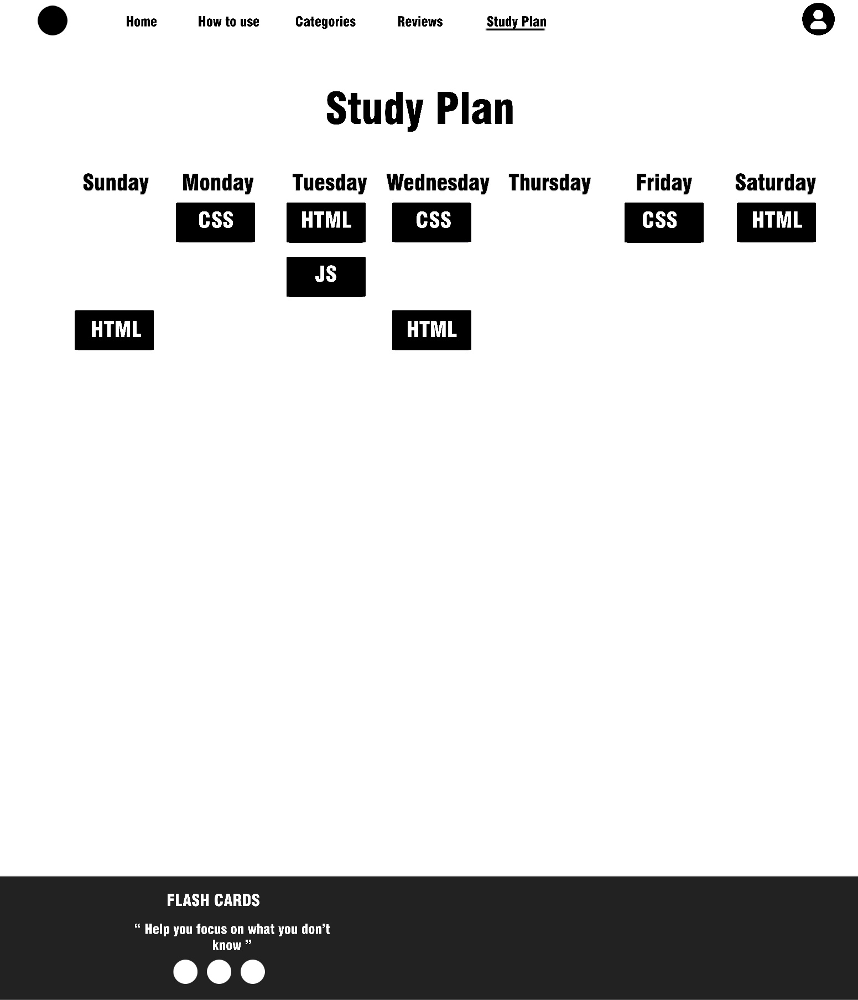 Home How to use Categories Reviews Study Plan
Study Plan
Sunday Monday Tuesday Wednesday Thursday Friday Saturday
CSS HTML CSS CSS HTML
JS
HTML HTML
FLASH CARDS
“ Help you focus on what you don’t
know ”